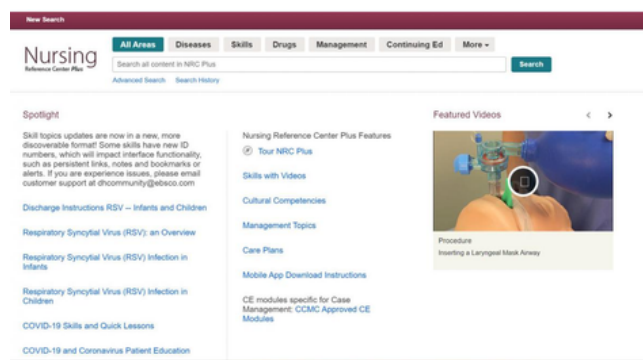 New Search
All Areas Diseases Skills Drugs Management Continuing Ed More
Nursing
Reference Center Plus
Search all content in NRC Plus Search
Advanced Search Search History
Spotlight
Skill topics updates are
now in a new, more
discoverable format! Some skills have new ID
numbers, which will impact interface functionality,
such as persistent links, notes and bookmarks or
alerts. If you are experience issues, please email
customer support at dhcommunity@ebsco.com
Discharge Instructions RSV -- Infants and Children
Respiratory Syncytial Virus (RSV): an Overview
Respiratory Syncytial Virus (RSV) Infection in
Infants
Respiratory Syncytial Virus (RSV) Infection in
Children
COVID-19 Skills and Quick Lessons
COVID-19 and Coronavirus Patient Education
Nursing Reference Center Plus Features
Tour NRC Plus
Skills with Videos
Cultural Competencies
Management Topics
Care Plans
Mobile App Download Instructions
CE modules specific for Case
Management: CCMC Approved CE
Modules
Featured Videos
Procedure
Inserting a Laryngeal Mask Airway